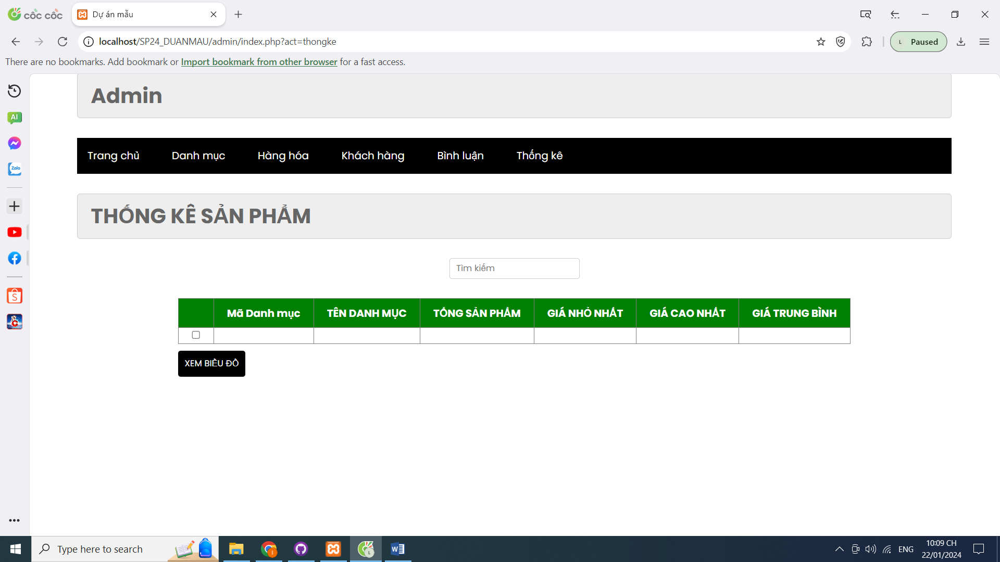 cốc cốc
Dự án mẫu
localhost/SP24_DUANMAU/admin/index.php?act=thongke
L Paused
There are no bookmarks. Add bookmark or Import bookmark from other browser for a fast access.
AI
Zalo
Admin
Trang chủ Danh mục Hàng hóa Khách hàng Bình luận Thống kê
THỐNG KÊ SẢN PHẨM
Tìm kiếm
Mã Danh mục TÊN DANH MỤC TỔNG SẢN PHẨM GIÁ NHỎ NHẤT GIÁ CAO NHẤT GIÁ TRUNG BÌNH
XEM BIỂU ĐỒ
Type here to search
ENG
10:09 CH
22/01/2024